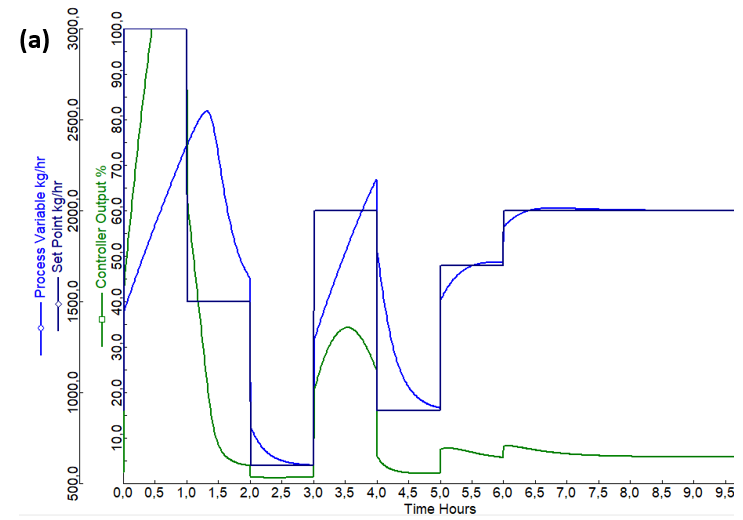 (a)
Process Variable kg/hr
Set Point kg/hr
Controller Output %
3000,0
2500,0
2000,0
1500,0
1000,0
500,0
100,0
90,0
80,0
70,0
60,0
50,0
40,0
30,0
20,0
10,0
0,0 0,5 1,0 1,5 2,0 2,5 3,0 3,5 4,0 4,5 5,0 5,5 6,0 6,5 7,0 7,5 8,0 8,5 9,0 9,5
Time Hours